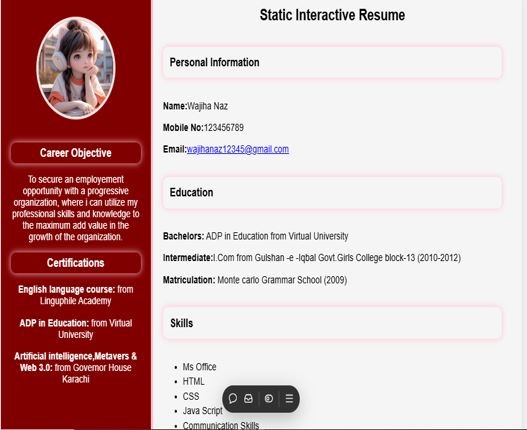 Static Interactive Resume
Career Objective
To secure an employement
opportunity with a progressive
organization, where i can utilize my
professional skills and knowledge to
the maximum add value in the
growth of the organization.
Certifications
English language course: from
Linguphile Academy
ADP in Education: from Virtual
University
Artificial intelligence,Metavers &
Web 3.0: from Governor House
Karachi
Personal Information
Name:Wajiha Naz
Mobile No:123456789
Email:wajihanaz12345@gmail.com
Education
Bachelors: ADP in Education from Virtual University
Intermediate:I.Com from Gulshan -e -Iqbal Govt.Girls College block-13 (2010-2012)
Matriculation: Monte carlo Grammar School (2009)
Skills
Ms Office
HTML
CSS
Java Script
Communication Skills